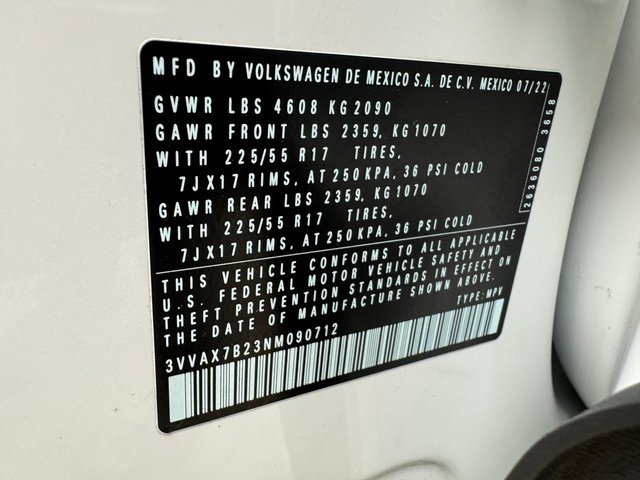 MFD BY VOLKSWAGEN DE MEXICO S.A. DE C.V. MEXICO 07/22
GVWR LBS 4608 KG 2090
GAWR FRONT LBS 2359, KG 1070
WITH 225/55 R17 TIRES,
7JX17 RIMS, AT 250 KPA, 36 PSI COLD
GAWR REAR LBS 2359, KG 1070
WITH 225/55 R17 TIRES,
7JX17 RIMS, AT 250 KPA, 36 PSI COLD
THIS VEHICLE CONFORMS TO ALL APPLICABLE
U.S. FEDERAL MOTOR VEHICLE SAFETY AND
THEFT PREVENTION STANDARDS IN EFFECT ON
THE DATE OF MANUFACTURE SHOWN ABOVE.
TYPE: MPV
3VVAX7B23NM090712
2636080 3658